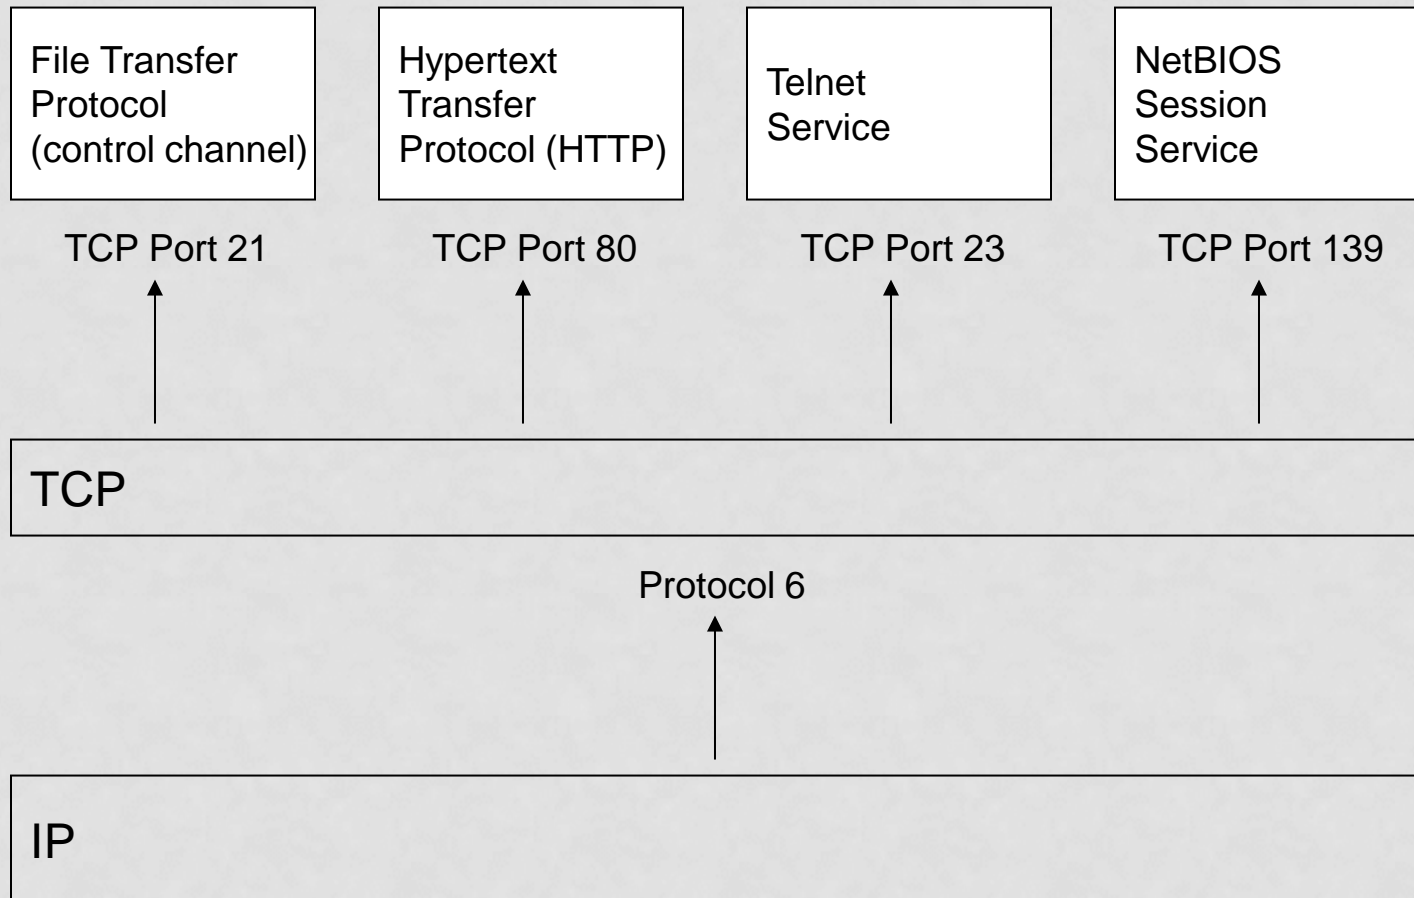 File Transfer
Protocol
(control channel)
Hypertext
Transfer
Protocol (HTTP)
Telnet
Service
NetBIOS
Session
Service
TCP Port 21
TCP Port 80
TCP Port 23
TCP Port 139
TCP
Protocol 6
IP